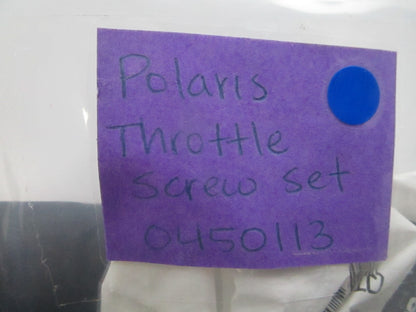 Polaris
Throttle
screw set
0450113